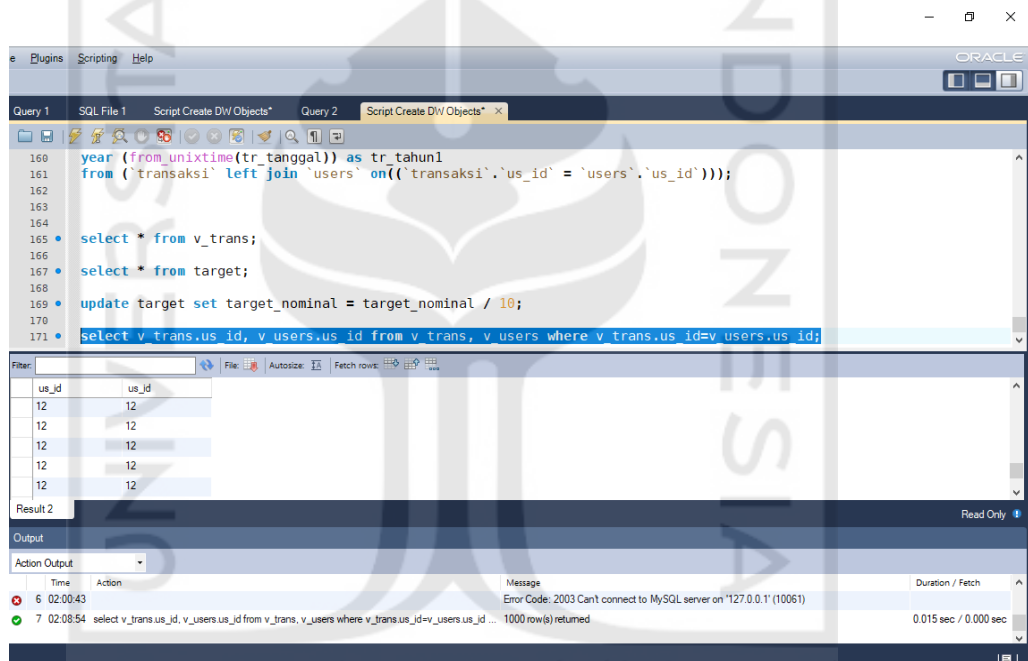 e Plugins Scripting Help
ORACLE
Query 1 SQL File 1 Script Create DW Objects* Query 2 Script Create DW Objects* ×
160 year (from_unixtime(tr_tanggal)) as tr_tahun1
161 from (`transaksi` left join `users` on((`transaksi`.`us_id` = `users`.`us_id`)));
162
163
164
165 select * from v_trans;
166
167 select * from target;
168
169 update target set target_nominal = target_nominal / 10;
170
171 select v_trans.us_id, v_users.us_id from v_trans, v_users where v_trans.us_id=v_users.us_id;
Filter: File: Autosize: Fetch rows:
us_id us_id
12 12
12 12
12 12
12 12
12 12
Result 2
Read Only
Output
Action Output
Time Action Message Duration / Fetch
6 02:00:43 Error Code: 2003 Can't connect to MySQL server on '127.0.0.1' (10061)
7 02:08:54 select v_trans.us_id, v_users.us_id from v_trans, v_users where v_trans.us_id=v_users.us_id ... 1000 row(s) returned 0.015 sec / 0.000 sec
UNIVERSITA
NDONESIA